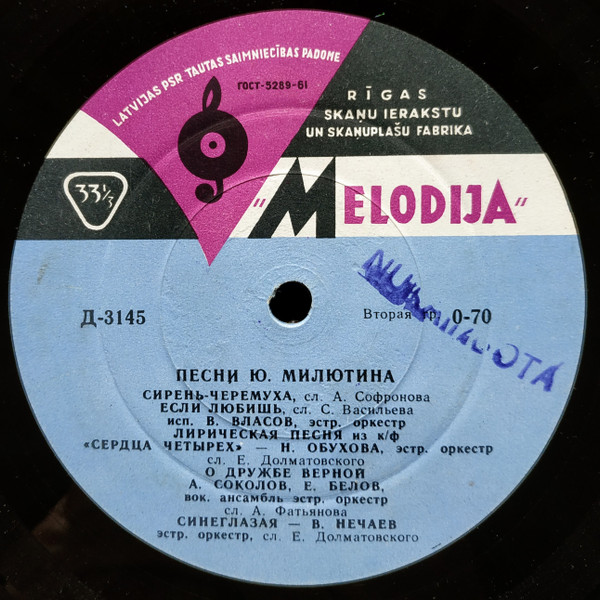 LATVIJAS PSR TAUTAS SAIMNIECĪBAS PADOME
ГОСТ-5289-61
RĪGAS
SKAŅU IERAKSTU
UN SKAŅUPLAŠU FABRIKA
33⅓
"MELODIJA"
Д-3145
Вторая гр. 0-70
ПЕСНИ Ю. МИЛЮТИНА
СИРЕНЬ-ЧЕРЕМУХА, сл. А. Софронова
ЕСЛИ ЛЮБИШЬ, сл. С. Васильева
исп. В. ВЛАСОВ, эстр. оркестр
ЛИРИЧЕСКАЯ ПЕСНЯ из к/ф
«СЕРДЦА ЧЕТЫРЕХ» — Н. ОБУХОВА, эстр. оркестр
сл. Е. Долматовского
О ДРУЖБЕ ВЕРНОЙ
А. СОКОЛОВ, Е. БЕЛОВ,
вок. ансамбль эстр. оркестр
сл. А. Фатьянова
СИНЕГЛАЗАЯ — В. НЕЧАЕВ
эстр. оркестр, сл. Е. Долматовского